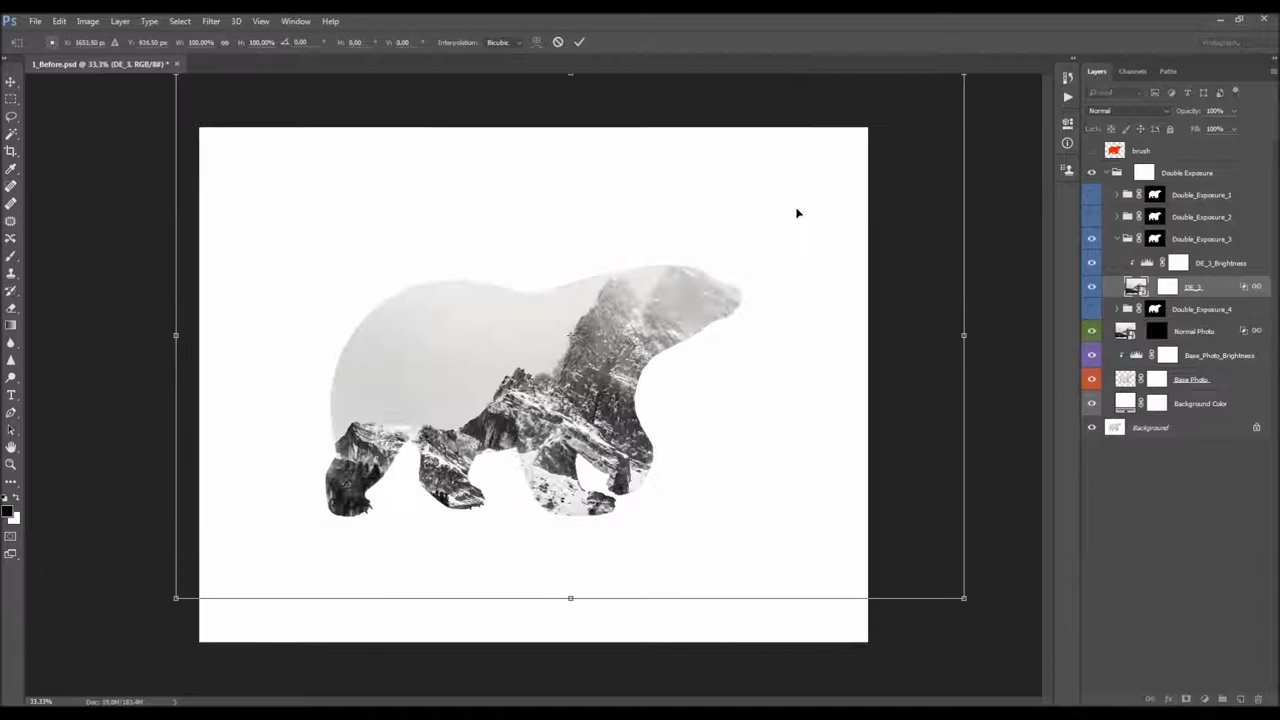 Ps File Edit Image Layer Type Select Filter 3D View Window Help
X: 1653.50 px Y: 936.50 px W: 100.00% H: 100.00% 0.00 ° H: 0.00 ° V: 0.00 ° Interpolation: Bicubic Photography
1_Before.psd @ 33,3% (DE_3, RGB/8#) * ×
Layers Channels Paths
Kind
Normal Opacity: 100%
Lock: Fill: 100%
brush
Double Exposure
Double_Exposure_1
Double_Exposure_2
Double_Exposure_3
DE_3_Brightness
DE_3
Double_Exposure_4
Normal Photo
Base_Photo_Brightness
Base Photo
Background Color
Background
33.33% Doc: 19,8M/183,4M